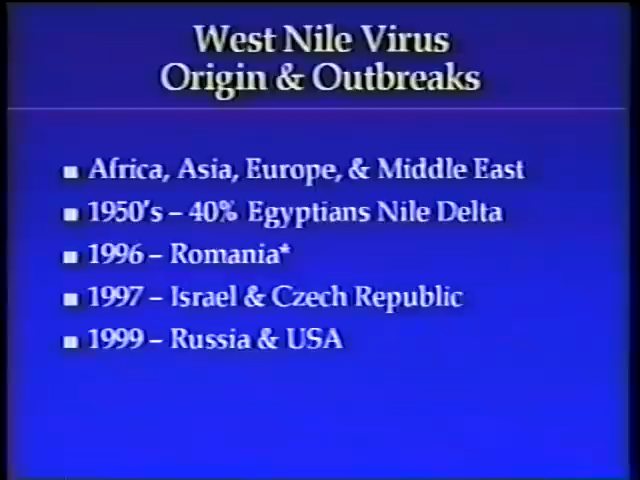 West Nile Virus
Origin & Outbreaks
Africa, Asia, Europe, & Middle East
1950's – 40% Egyptians Nile Delta
1996 – Romania*
1997 – Israel & Czech Republic
1999 – Russia & USA